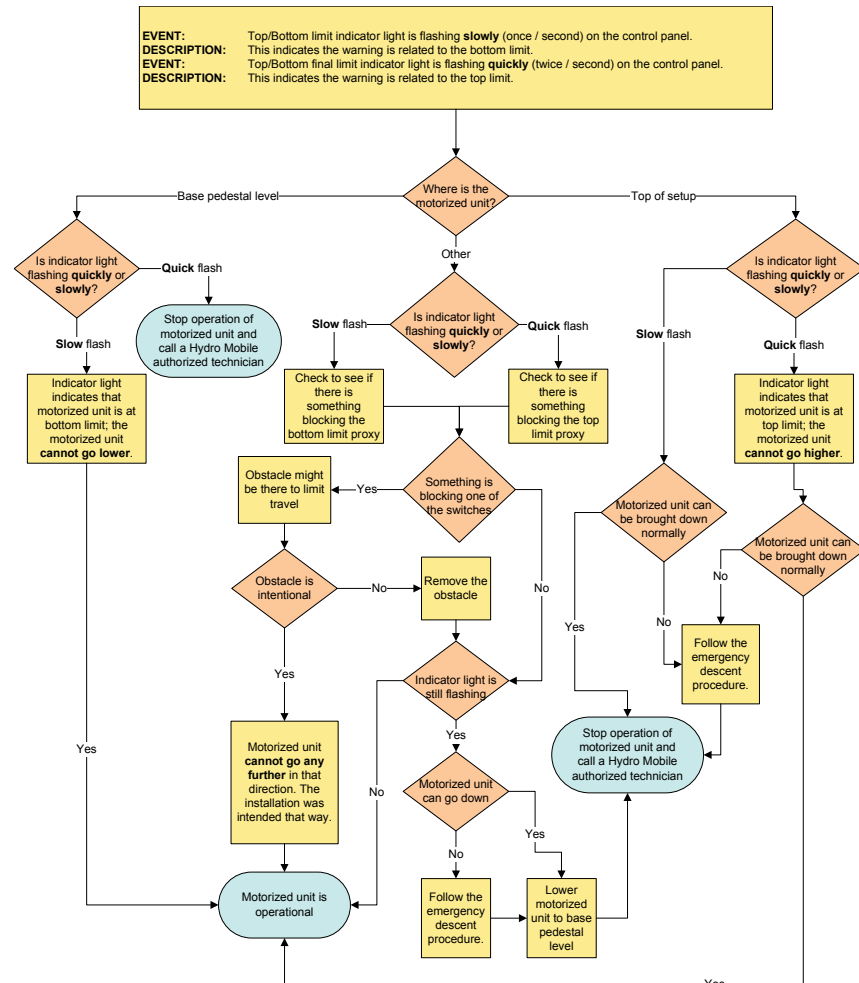 EVENT: Top/Bottom limit indicator light is flashing slowly (once / second) on the control panel.
DESCRIPTION: This indicates the warning is related to the bottom limit.
EVENT: Top/Bottom final limit indicator light is flashing quickly (twice / second) on the control panel.
DESCRIPTION: This indicates the warning is related to the top limit.
Base pedestal level
Where is the
motorized unit?
Top of setup
Other
Is indicator light
flashing quickly or
slowly?
Quick flash
Slow flash
Stop operation of
motorized unit and
call a Hydro Mobile
authorized technician
Indicator light
indicates that
motorized unit is at
bottom limit; the
motorized unit
cannot go lower.
Yes
Is indicator light
flashing quickly or
slowly?
Slow flash
Quick flash
Check to see if
there is
something
blocking the
bottom limit proxy
Check to see if
there is
something
blocking the top
limit proxy
Something is
blocking one of
the switches
Yes
No
Obstacle might
be there to limit
travel
Obstacle is
intentional
No
Remove the
obstacle
Yes
Motorized unit
cannot go any
further in that
direction. The
installation was
intended that way.
Indicator light is
still flashing
Yes
No
Motorized unit
can go down
No
Yes
Follow the
emergency
descent
procedure.
Lower
motorized
unit to base
pedestal
level
Motorized unit is
operational
Is indicator light
flashing quickly or
slowly?
Slow flash
Quick flash
Indicator light
indicates that
motorized unit is at
top limit; the
motorized unit
cannot go higher.
Motorized unit can
be brought down
normally
Yes
No
Motorized unit can
be brought down
normally
No
Follow the
emergency
descent
procedure.
Stop operation of
motorized unit and
call a Hydro Mobile
authorized technician
Yes